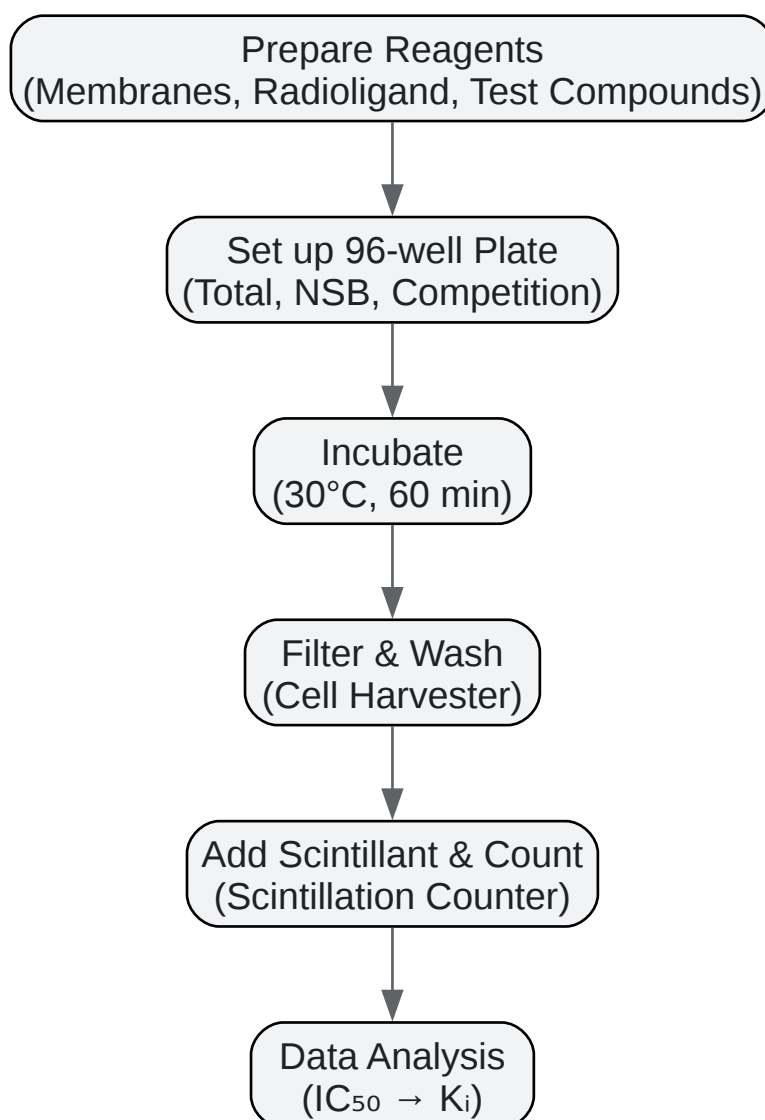 Prepare Reagents
(Membranes, Radioligand, Test Compounds)
Set up 96-well Plate
(Total, NSB, Competition)
Incubate
(30°C, 60 min)
Filter & Wash
(Cell Harvester)
Add Scintillant & Count
(Scintillation Counter)
Data Analysis
(IC₅₀ → Kᵢ)